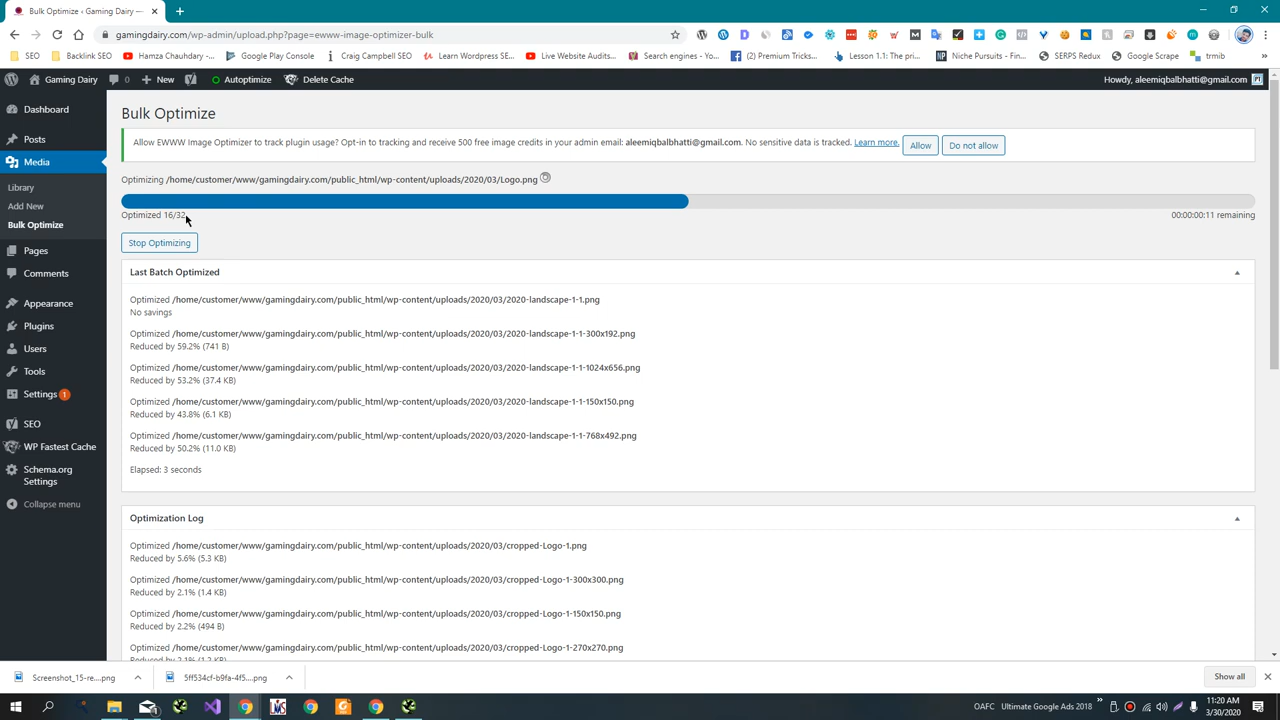 Bulk Optimize ‹ Gaming Dairy —
gamingdairy.com/wp-admin/upload.php?page=ewww-image-optimizer-bulk
SEO
Backlink SEO
Hamza Chauhdary -...
Google Play Console
Craig Campbell SEO
Learn Wordpress SE...
Live Website Audits...
Search engines - Yo...
(2) Premium Tricks...
Lesson 1.1: The pri...
Niche Pursuits - Fin...
SERPS Redux
Google Scrape
trmib
»
Gaming Dairy
0
New
Autoptimize
Delete Cache
Howdy, aleemiqbalbhatti@gmail.com
Dashboard
Posts
Media
Library
Add New
Bulk Optimize
Pages
Comments
Appearance
Plugins
Users
Tools
Settings 1
SEO
WP Fastest Cache
Schema.org
Settings
Collapse menu
Bulk Optimize
Allow EWWW Image Optimizer to track plugin usage? Opt-in to tracking and receive 500 free image credits in your admin email: aleemiqbalbhatti@gmail.com. No sensitive data is tracked. Learn more. Allow Do not allow
Optimizing /home/customer/www/gamingdairy.com/public_html/wp-content/uploads/2020/03/Logo.png
Optimized 16/32
00:00:00:11 remaining
Stop Optimizing
Last Batch Optimized
Optimized /home/customer/www/gamingdairy.com/public_html/wp-content/uploads/2020/03/2020-landscape-1-1.png
No savings
Optimized /home/customer/www/gamingdairy.com/public_html/wp-content/uploads/2020/03/2020-landscape-1-1-300x192.png
Reduced by 59.2% (741 B)
Optimized /home/customer/www/gamingdairy.com/public_html/wp-content/uploads/2020/03/2020-landscape-1-1-1024x656.png
Reduced by 53.2% (37.4 KB)
Optimized /home/customer/www/gamingdairy.com/public_html/wp-content/uploads/2020/03/2020-landscape-1-1-150x150.png
Reduced by 43.8% (6.1 KB)
Optimized /home/customer/www/gamingdairy.com/public_html/wp-content/uploads/2020/03/2020-landscape-1-1-768x492.png
Reduced by 50.2% (11.0 KB)
Elapsed: 3 seconds
Optimization Log
Optimized /home/customer/www/gamingdairy.com/public_html/wp-content/uploads/2020/03/cropped-Logo-1.png
Reduced by 5.6% (5.3 KB)
Optimized /home/customer/www/gamingdairy.com/public_html/wp-content/uploads/2020/03/cropped-Logo-1-300x300.png
Reduced by 2.1% (1.4 KB)
Optimized /home/customer/www/gamingdairy.com/public_html/wp-content/uploads/2020/03/cropped-Logo-1-150x150.png
Reduced by 2.2% (494 B)
Optimized /home/customer/www/gamingdairy.com/public_html/wp-content/uploads/2020/03/cropped-Logo-1-270x270.png
Reduced by 2.1% (1.2 KB)
Screenshot_15-re....png
5ff534cf-b9fa-4f5....png
Show all
OAFC
Ultimate Google Ads 2018
»
11:20 AM
3/30/2020